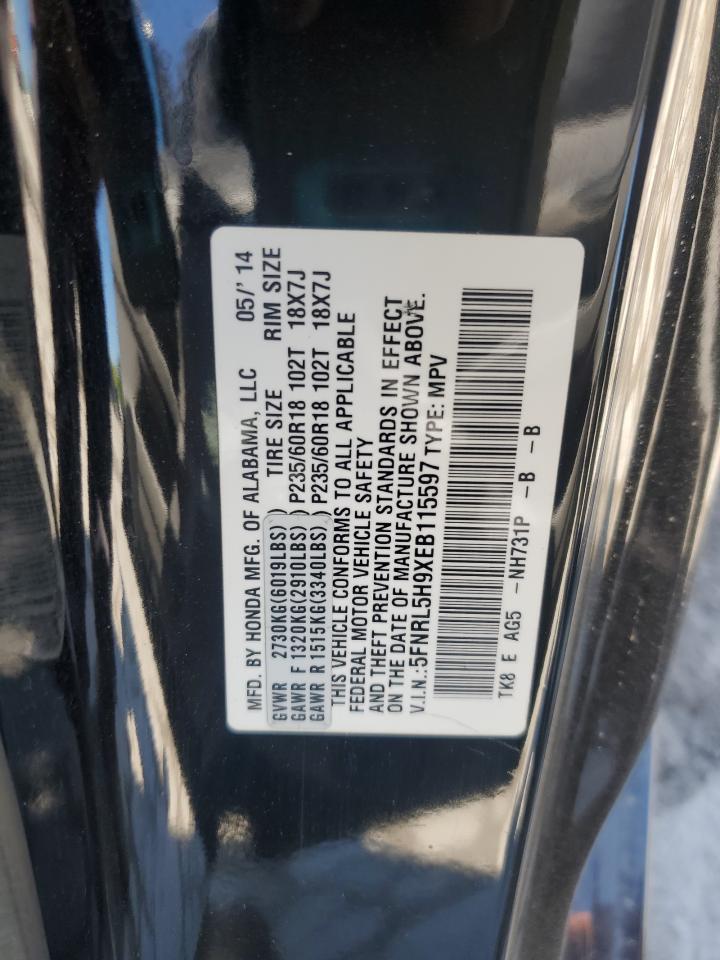 MFD. BY HONDA MFG. OF ALABAMA, LLC 05/' 14
TIRE SIZE RIM SIZE
GVWR 2730KG(6019LBS) ) P235/60R18 102T 18X7J
GAWR F 1320KG(2910LBS) ) P235/60R18 102T 18X7J
GAWR R 1515KG(3340LBS)
THIS VEHICLE CONFORMS TO ALL APPLICABLE
FEDERAL MOTOR VEHICLE SAFETY
AND THEFT PREVENTION STANDARDS IN EFFECT
ON THE DATE OF MANUFACTURE SHOWN ABOVE.
V.I.N.:5FNRL5H9XEB115597 TYPE: MPV
TK8 E AG5 -NH731P -B -B